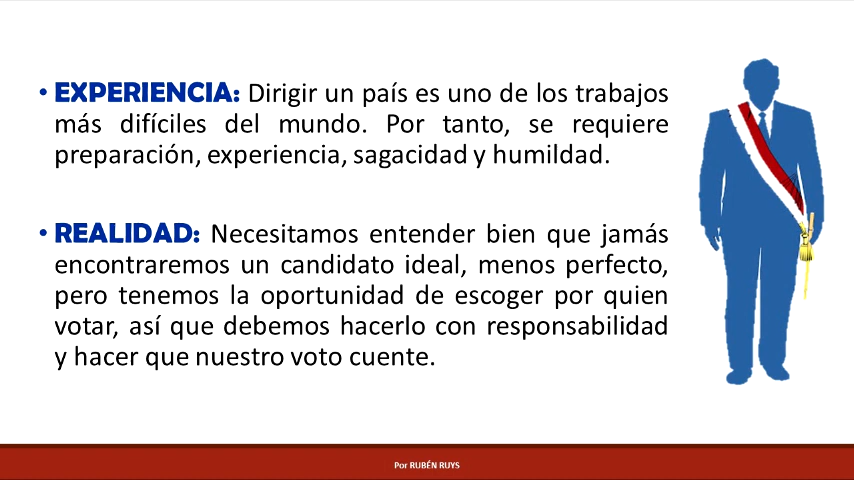 • EXPERIENCIA: Dirigir un país es uno de los trabajos
más difíciles del mundo. Por tanto, se requiere
preparación, experiencia, sagacidad y humildad.
• REALIDAD: Necesitamos entender bien que jamás
encontraremos un candidato ideal, menos perfecto,
pero tenemos la oportunidad de escoger por quien
votar, así que debemos hacerlo con responsabilidad
y hacer que nuestro voto cuente.
Por RUBÉN RUYS